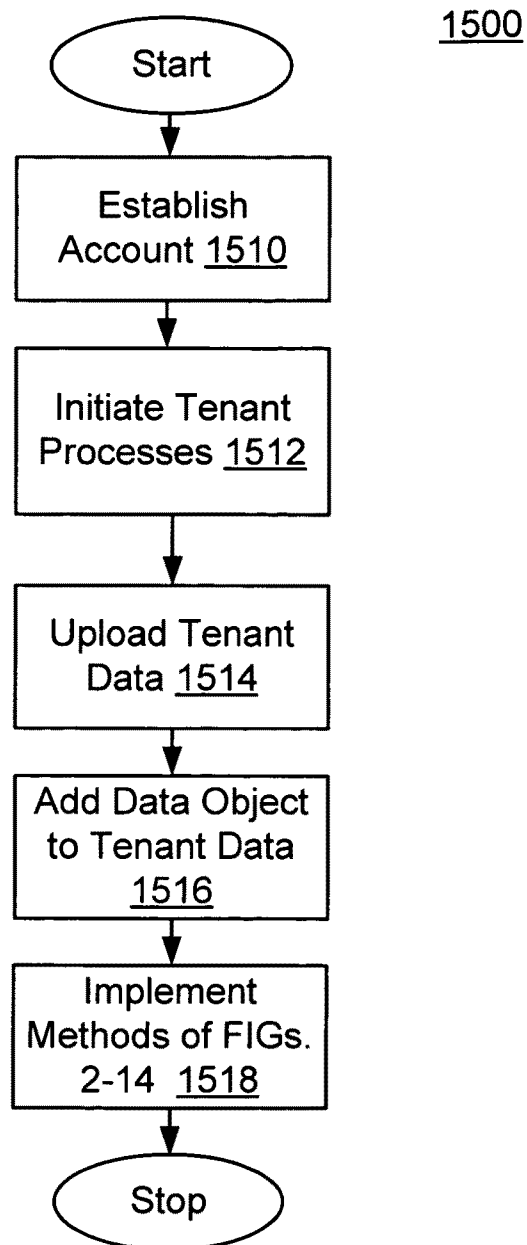 1500
Start
Establish
Account 1510
Initiate Tenant
Processes 1512
Upload Tenant
Data 1514
Add Data Object
to Tenant Data
1516
Implement
Methods of FIGs.
2-14 1518
Stop